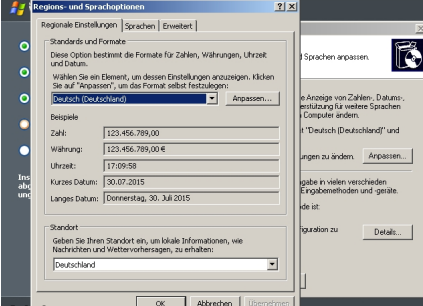 Regions- und Sprachoptionen
Regionale Einstellungen
Sprachen
Erweitert
Standards und Formate
Diese Option bestimmt die Formate für Zahlen, Währungen, Uhrzeit
und Datum.
Wählen Sie ein Element, um dessen Einstellungen anzuzeigen. Klicken
Sie auf "Anpassen", um das Format selbst festzulegen:
Deutsch (Deutschland)
Anpassen...
Beispiele
Zahl: 123.456.789,00
Währung: 123.456.789,00 €
Uhrzeit: 17:09:58
Kurzes Datum: 30.07.2015
Langes Datum: Donnerstag, 30. Juli 2015
Standort
Geben Sie Ihren Standort ein, um lokale Informationen, wie
Nachrichten und Wettervorhersagen, zu erhalten:
Deutschland
OK
Abbrechen
Übernehmen
Sprachen anpassen.
e Anzeige von Zahlen-, Datums-,
erstützung für weitere Sprachen
Computer ändern.
"Deutsch (Deutschland)" und
ungen zu ändern.
Anpassen...
ngabe in vielen verschieden
Eingabemethoden und -geräte.
ode ist:
iguration zu
Details...
Ins
abg
ung